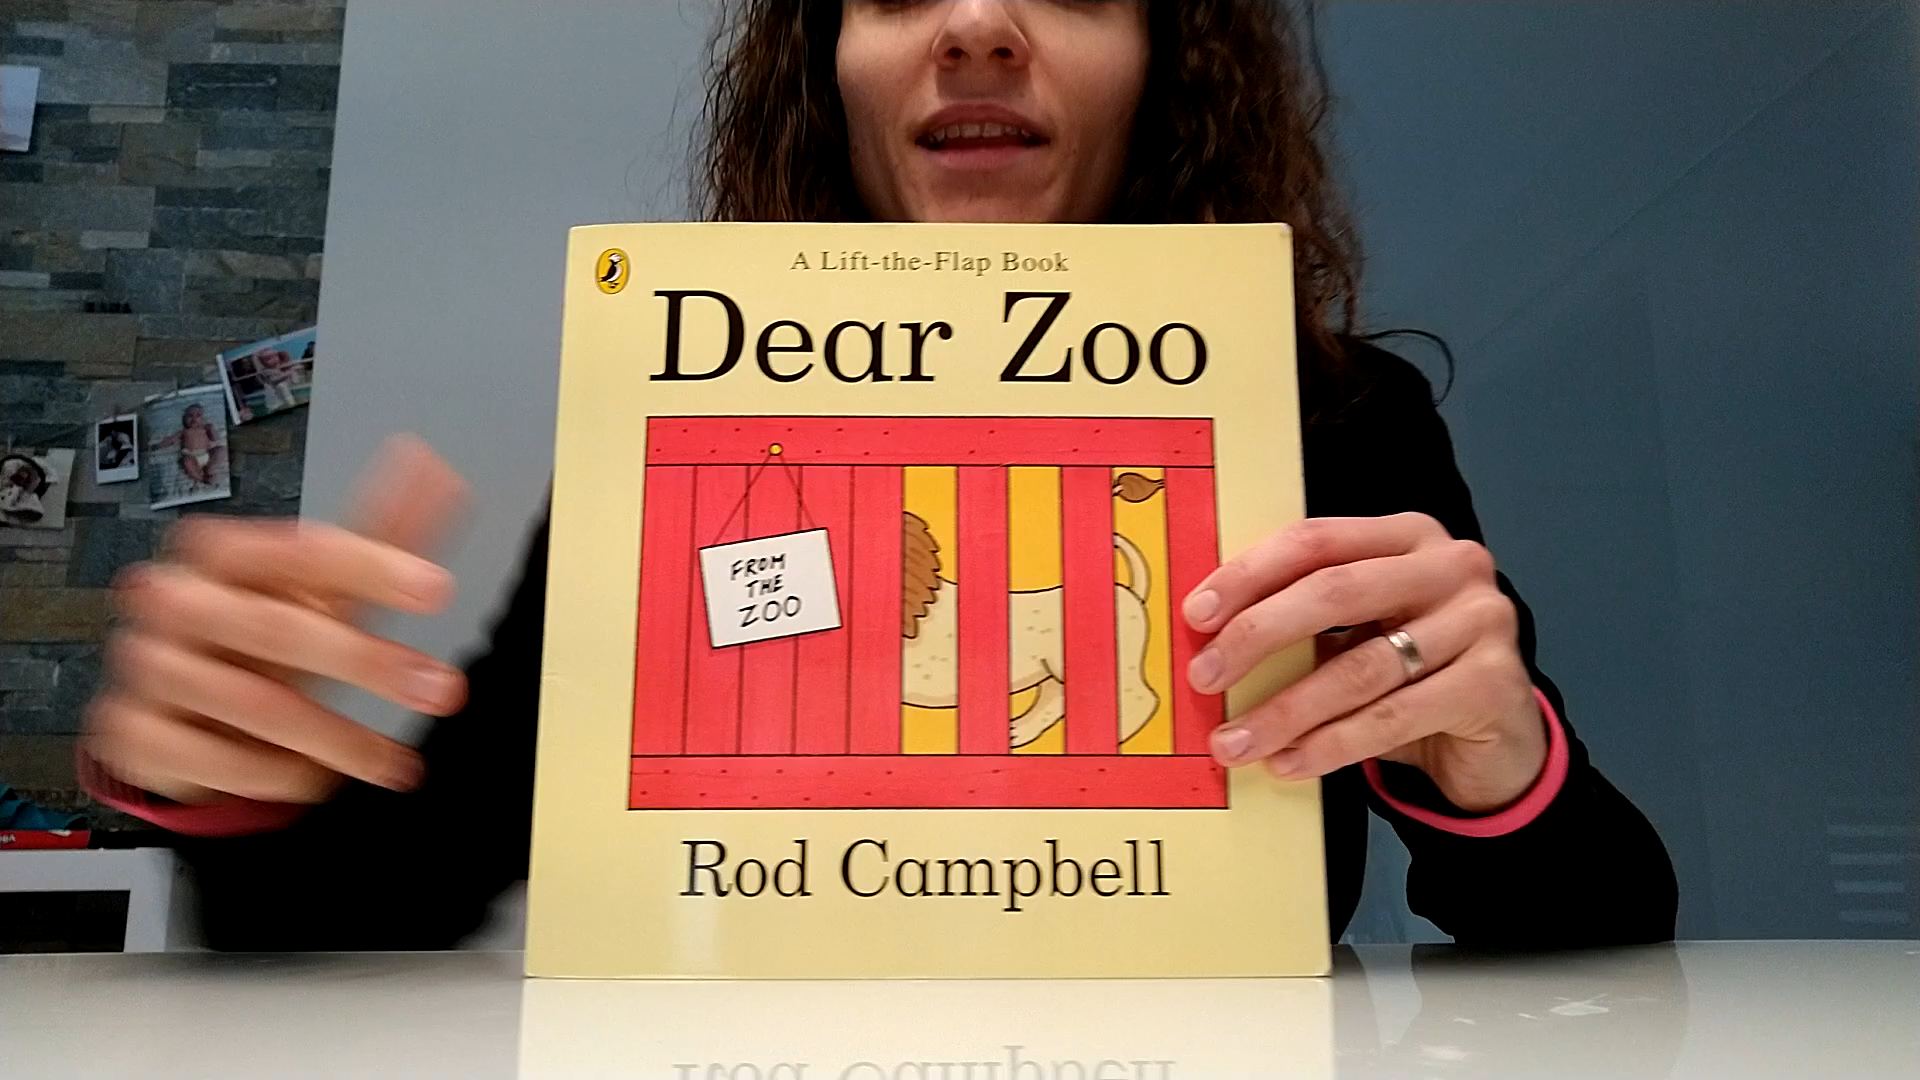 A Lift-the-Flap Book
Dear Zoo
FROM
THE
ZOO
Rod Campbell